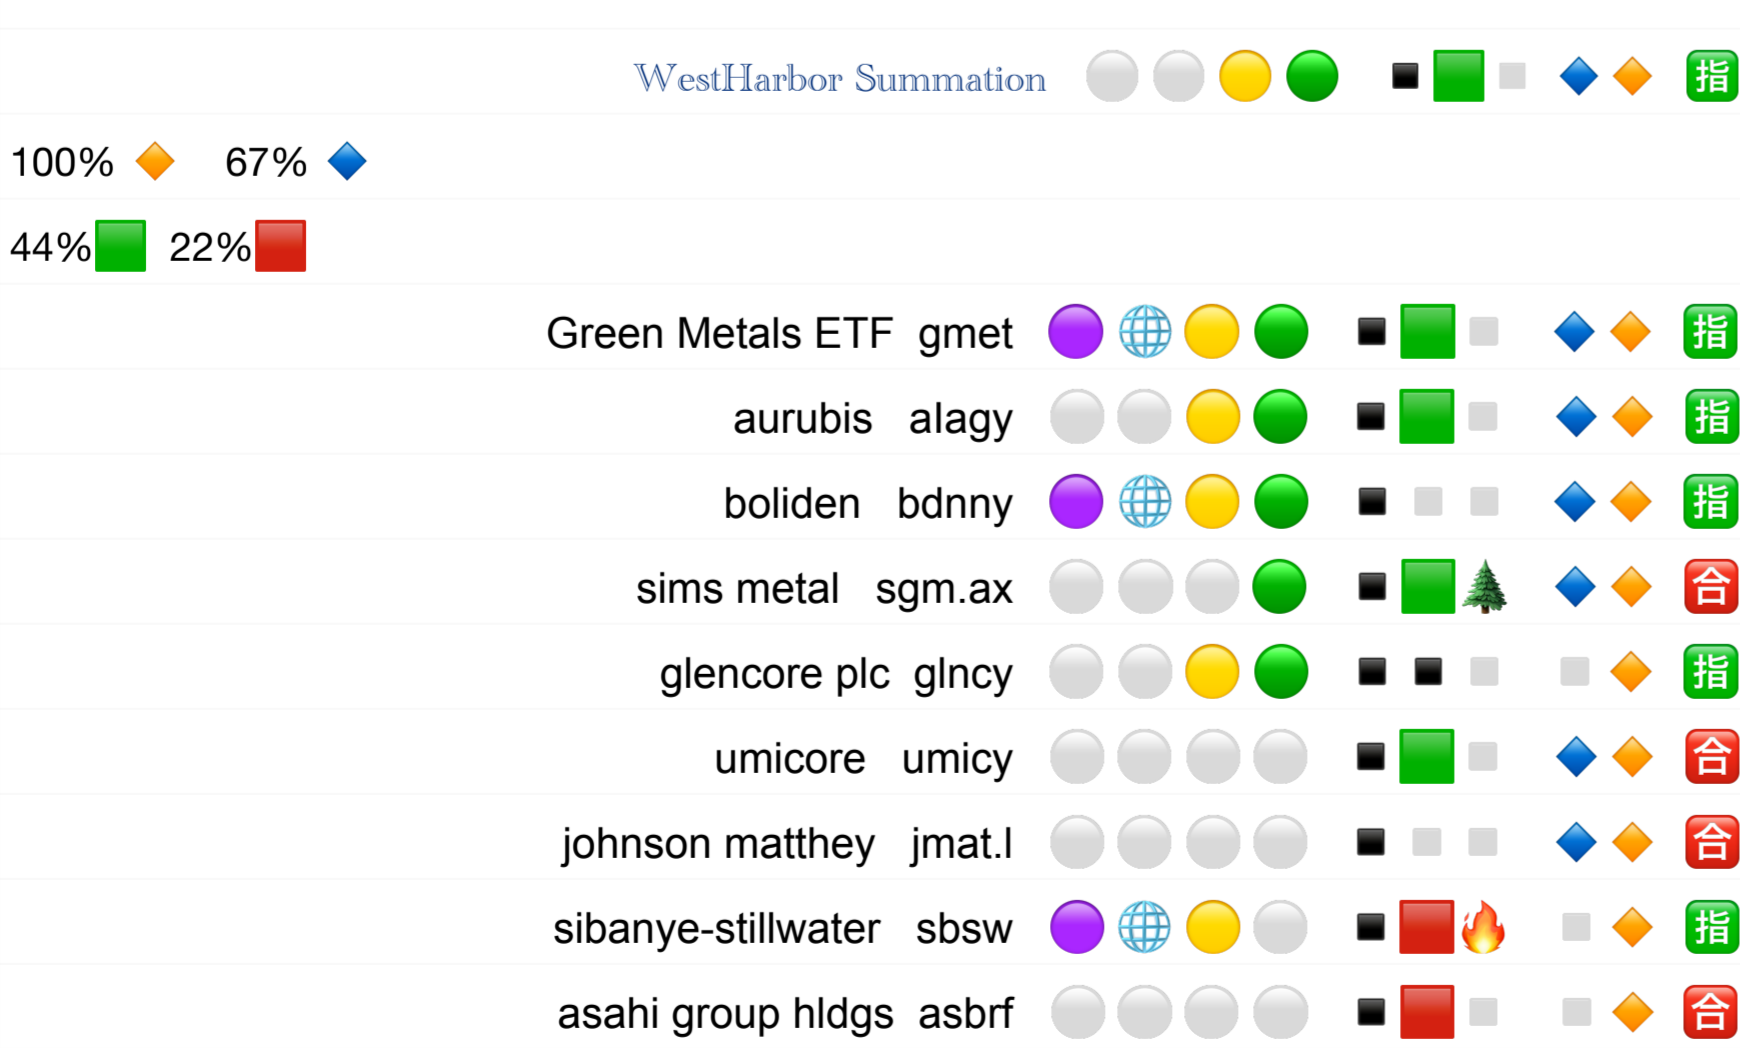 WestHarbor Summation 指
100% 67%
44% 22%
Green Metals ETF gmet 指
aurubis alagy 指
boliden bdnny 指
sims metal sgm.ax 合
glencore plc glncy 指
umicore umicy 合
johnson matthey jmat.l 合
sibanye-stillwater sbsw 指
asahi group hldgs asbrf 合